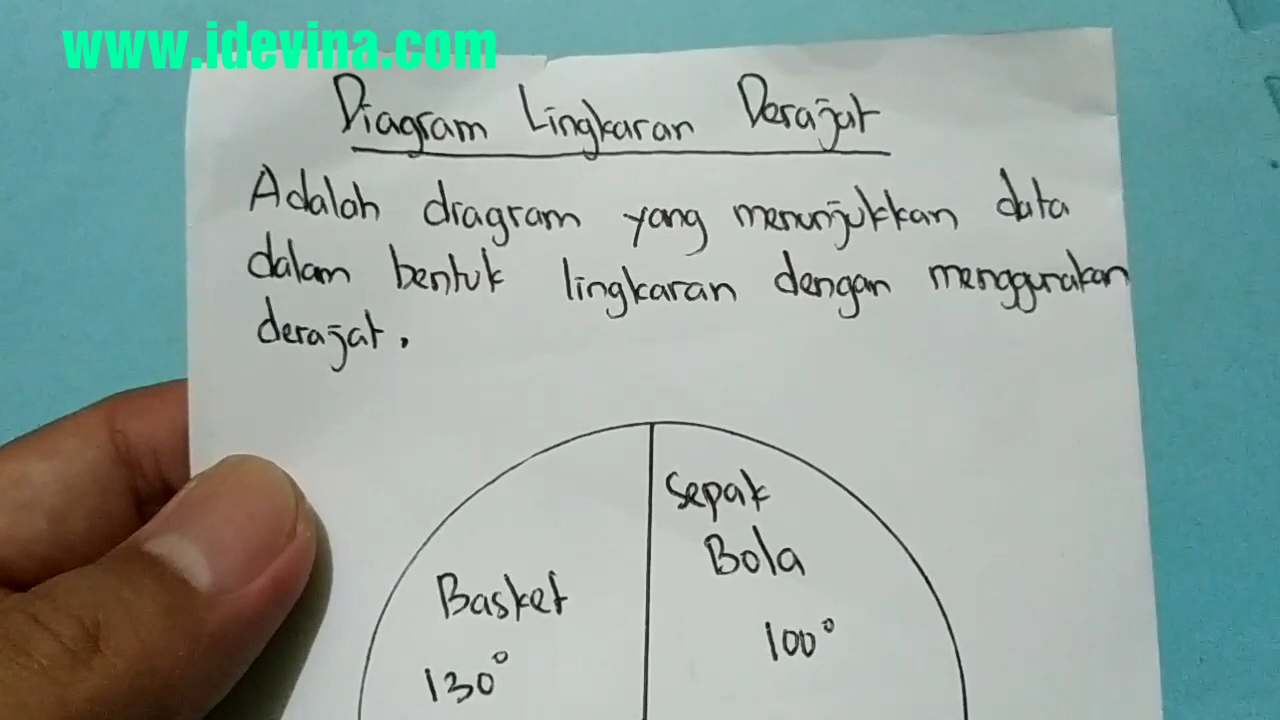 www.idevina.com
Diagram Lingkaran Derajat
Adalah diagram yang menunjukkan data
dalam bentuk lingkaran dengan menggunakan
derajat.
Sepak
Bola
100°
Basket
130°